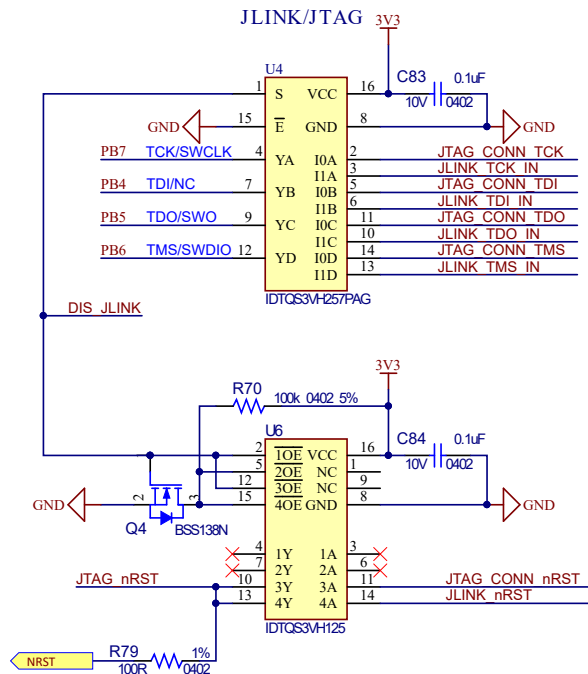 JLINK/JTAG
3V3
U4
C83 0.1uF
1 S VCC 16
10V 0402
GND 15 E GND 8 GND
PB7 TCK/SWCLK 4 YA I0A 2 JTAG_CONN_TCK
I1A 3 JLINK_TCK_IN
PB4 TDI/NC 7 YB I0B 5 JTAG_CONN_TDI
I1B 6 JLINK_TDI_IN
PB5 TDO/SWO 9 YC I0C 11 JTAG_CONN_TDO
I1C 10 JLINK_TDO_IN
PB6 TMS/SWDIO 12 YD I0D 14 JTAG_CONN_TMS
I1D 13 JLINK_TMS_IN
IDTQS3VH257PAG
DIS_JLINK
3V3
R70
100k 0402 5%
U6
C84 0.1uF
2 1OE VCC 16
10V 0402
5 2OE NC 1
12 3OE NC 9
GND 2 3 15 4OE GND 8 GND
Q4 BSS138N
4 1Y 1A 3
7 2Y 2A 6
JTAG_nRST 10 3Y 3A 11 JTAG_CONN_nRST
13 4Y 4A 14 JLINK_nRST
IDTQS3VH125
R79 1%
NRST 100R 0402